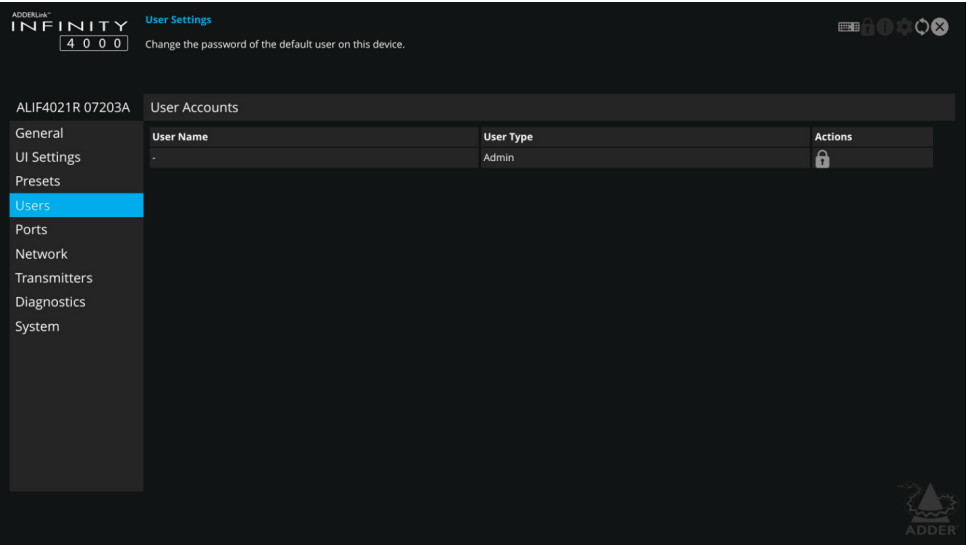 ADDERLink™
INFINITY
4000
User Settings
Change the password of the default user on this device.
ALIF4021R 07203A
User Accounts
General
UI Settings
Presets
Users
Ports
Network
Transmitters
Diagnostics
System
User Name User Type Actions
- Admin
ADDER